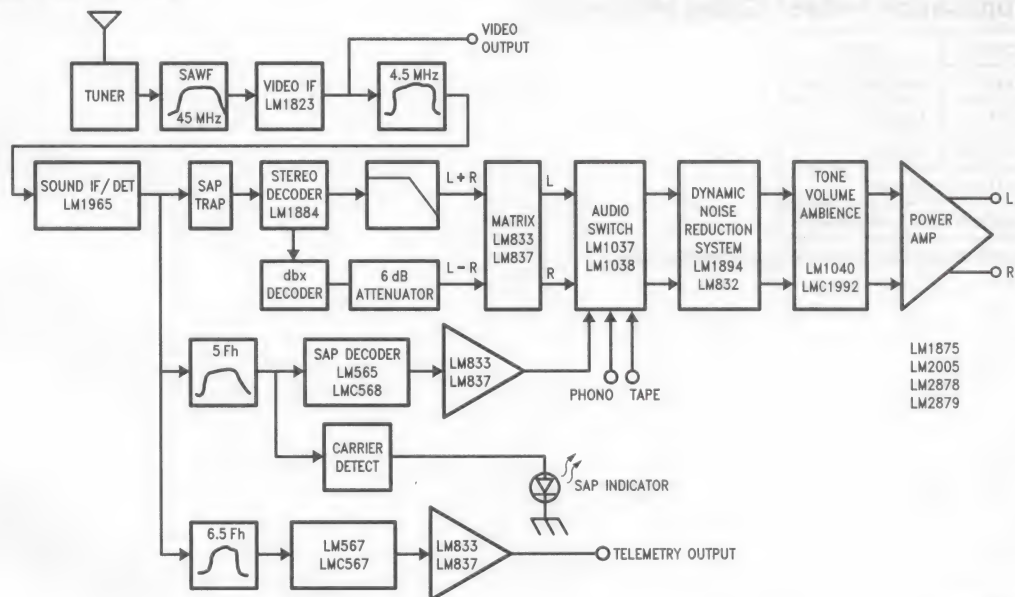 VIDEO
OUTPUT
TUNER
SAWF
45 MHz
VIDEO IF
LM1823
4.5 MHz
SOUND IF/DET
LM1965
SAP
TRAP
STEREO
DECODER
LM1884
L + R
dbx
DECODER
6 dB
ATTENUATOR
L – R
MATRIX
LM833
LM837
L
R
AUDIO
SWITCH
LM1037
LM1038
DYNAMIC
NOISE
REDUCTION
SYSTEM
LM1894
LM832
TONE
VOLUME
AMBIENCE
LM1040
LMC1992
POWER
AMP
L
R
LM1875
LM2005
LM2878
LM2879
5 Fh
SAP DECODER
LM565
LMC568
LM833
LM837
PHONO
TAPE
CARRIER
DETECT
SAP INDICATOR
6.5 Fh
LM567
LMC567
LM833
LM837
TELEMETRY OUTPUT